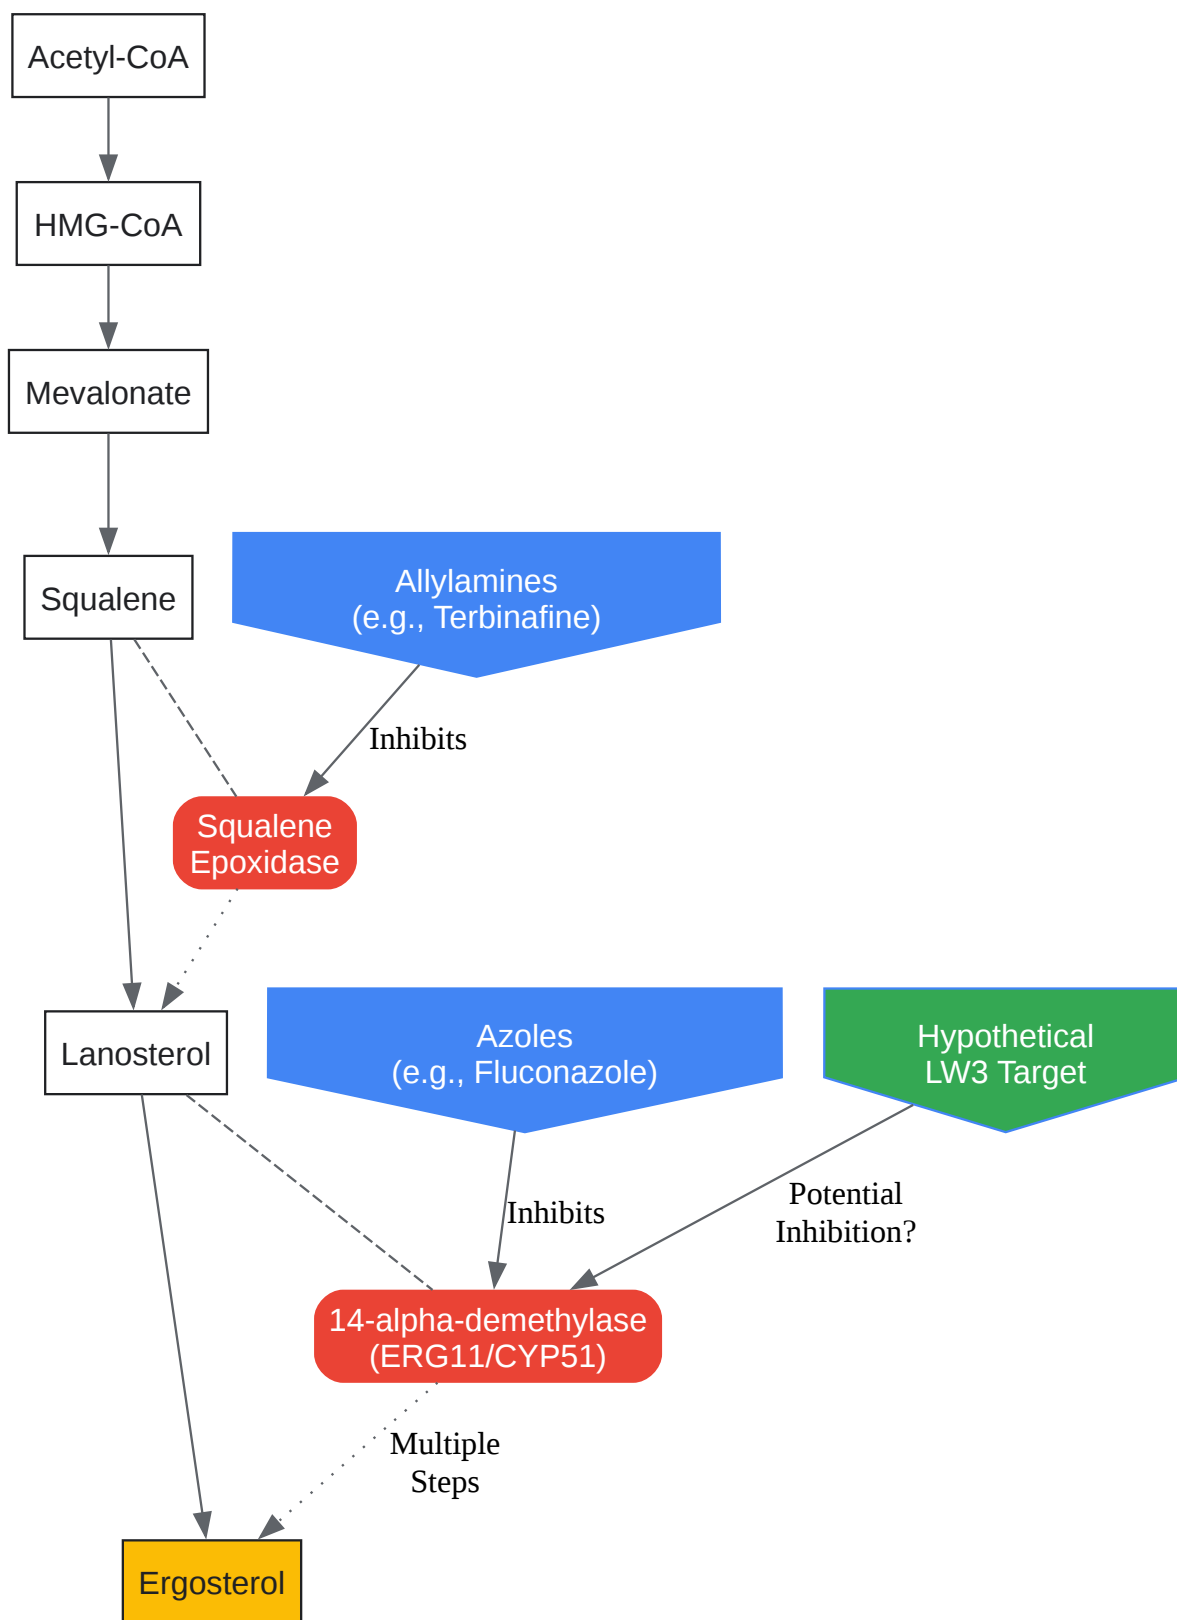 Acetyl-CoA
HMG-CoA
Mevalonate
Squalene
Allylamines
(e.g., Terbinafine)
Inhibits
Squalene
Epoxidase
Lanosterol
Azoles
(e.g., Fluconazole)
Hypothetical
LW3 Target
Inhibits
Potential
Inhibition?
14-alpha-demethylase
(ERG11/CYP51)
Multiple
Steps
Ergosterol